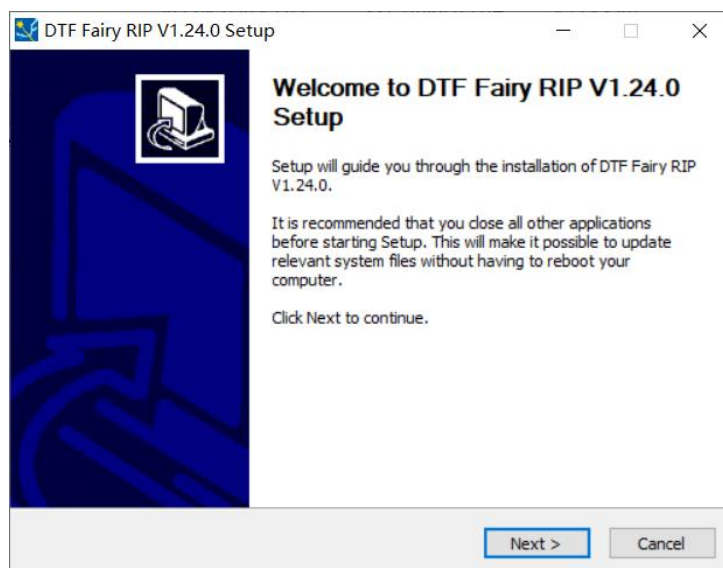 DTF Fairy RIP V1.24.0 Setup
Welcome to DTF Fairy RIP V1.24.0
Setup
Setup will guide you through the installation of DTF Fairy RIP
V1.24.0.
It is recommended that you close all other applications
before starting Setup. This will make it possible to update
relevant system files without having to reboot your
computer.
Click Next to continue.
Next >
Cancel